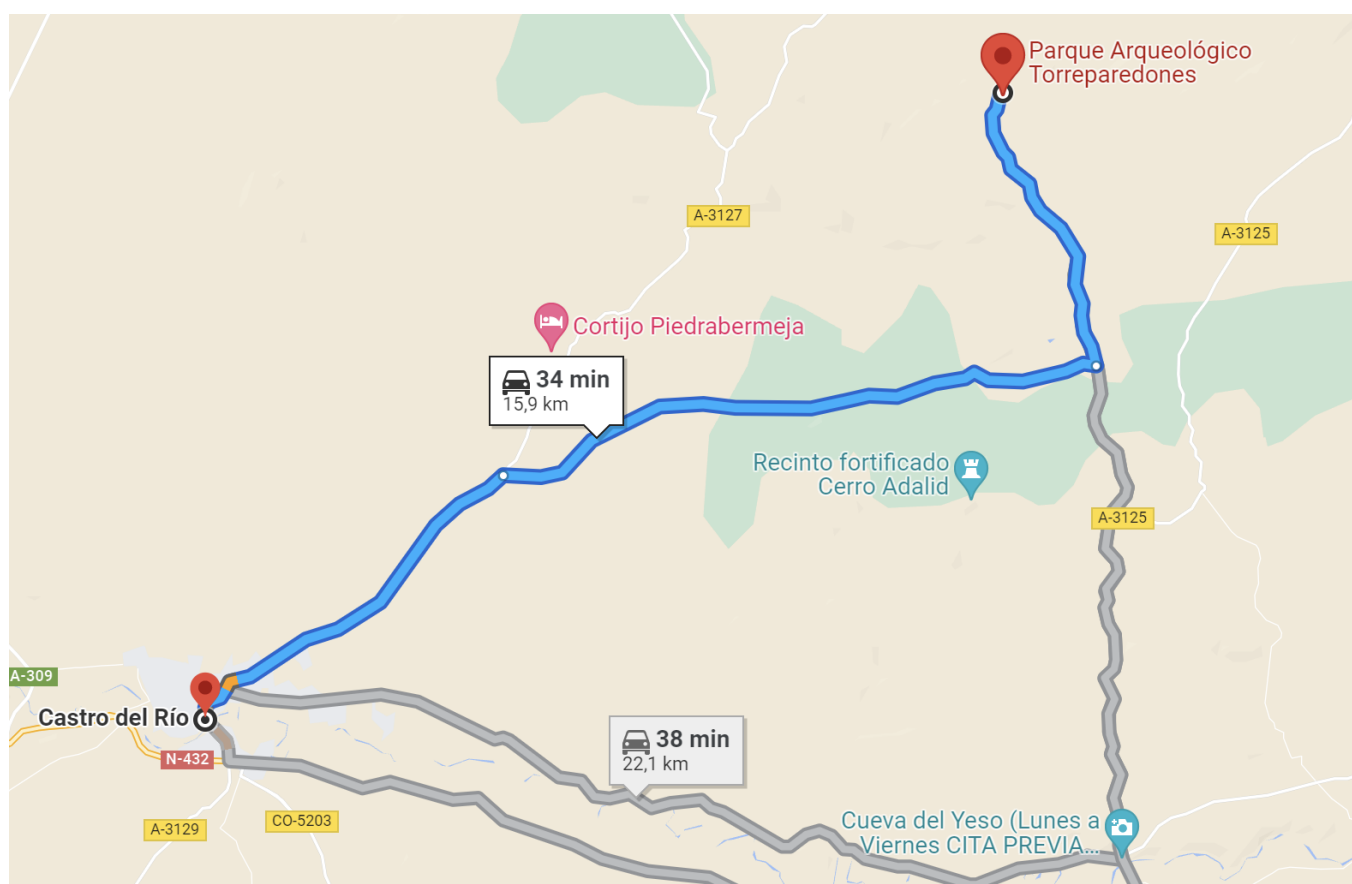 Parque Arqueológico
Torreparedones
A-3127
A-3125
Cortijo Piedrabermeja
34 min
15,9 km
Recinto fortificado
Cerro Adalid
A-3125
A-309
Castro del Río
N-432
38 min
22,1 km
A-3129
CO-5203
Cueva del Yeso (Lunes a
Viernes CITA PREVIA...